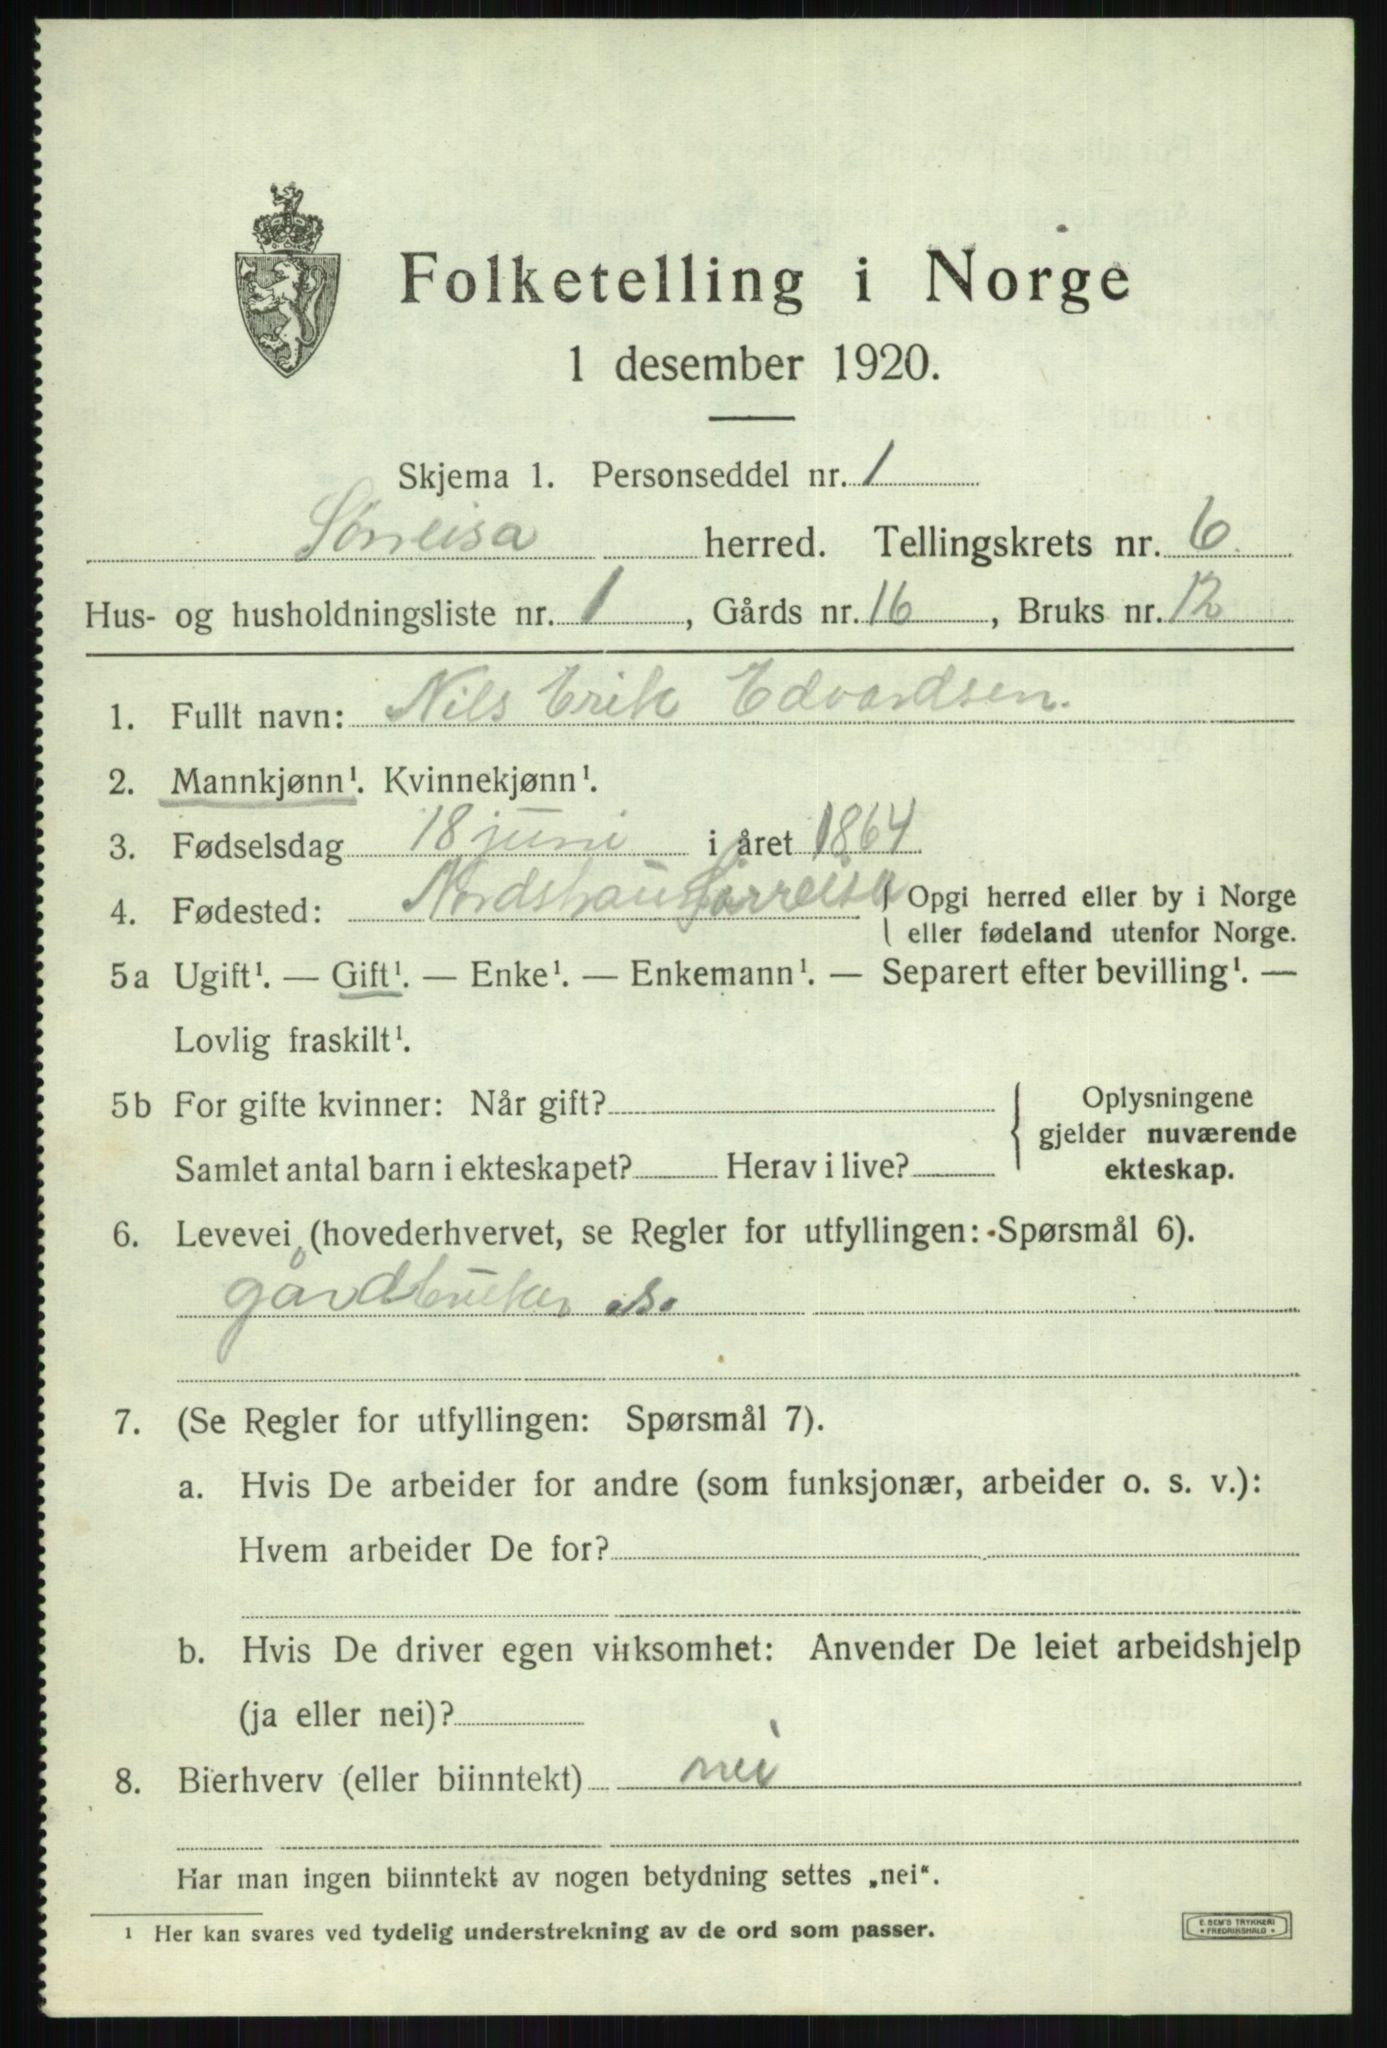 Folketelling i Norge
1 desember 1920.
Skjema 1. Personseddel nr. 1
Sørreisa herred. Tellingskrets nr. 6
Hus- og husholdningsliste nr. 1, Gårds nr. 16, Bruks nr. 12
1. Fullt navn: Nils Erik Edvardsen.
2. Mannkjønn¹. Kvinnekjønn¹.
3. Fødselsdag 18 juni i året 1864
4. Fødested: Sørreisa Opgi herred eller by i Norge
eller fødeland utenfor Norge.
5a Ugift¹. — Gift¹. — Enke¹. — Enkemann¹. — Separert efter bevilling¹. —
Lovlig fraskilt¹.
5b For gifte kvinner: Når gift? Oplysningene
gjelder nuværende
Samlet antal barn i ekteskapet? Herav i live? ekteskap.
6. Levevei (hovederhvervet, se Regler for utfyllingen: Spørsmål 6).
gårdbruker
7. (Se Regler for utfyllingen: Spørsmål 7).
a. Hvis De arbeider for andre (som funksjonær, arbeider o. s. v.):
Hvem arbeider De for?
b. Hvis De driver egen virksomhet: Anvender De leiet arbeidshjelp
(ja eller nei)?
8. Bierhverv (eller biinntekt) nei
Har man ingen biinntekt av nogen betydning settes „nei“.
¹ Her kan svares ved tydelig understrekning av de ord som passer.
E. SEM'S TRYKKERI
• FREDRIKSHALD •